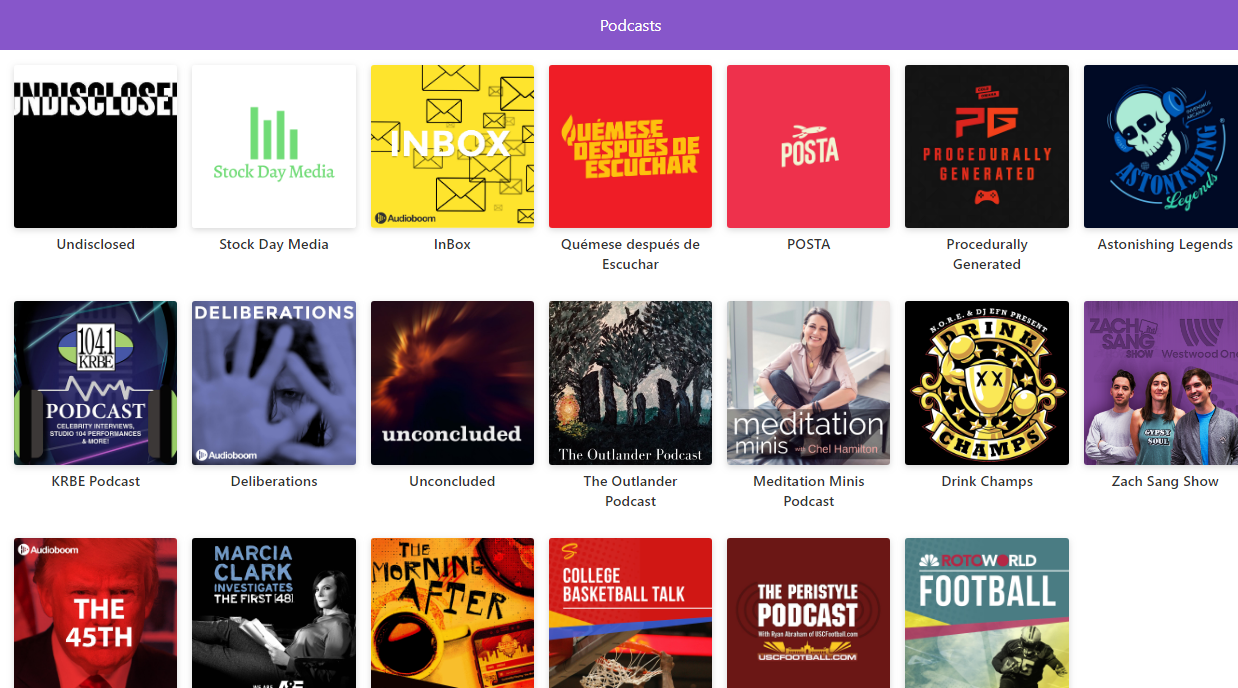 Podcasts
UNDISCLOSED
Stock Day Media
INBOX
Audioboom
QUÉMESE
DESPUÉS DE
ESCUCHAR
POSTA
PG
PROCEDURALLY
GENERATED
ASTONISHING
Legends
Undisclosed
Stock Day Media
InBox
Quémese después de
Escuchar
POSTA
Procedurally
Generated
Astonishing Legends
104.1
KRBE
PODCAST
CELEBRITY INTERVIEWS,
STUDIO 104 PERFORMANCES
& MORE!
DELIBERATIONS
Audioboom
unconcluded
The Outlander Podcast
meditation
minis with Chel Hamilton
N.O.R.E. & DJ EFN PRESENT
DRINK
CHAMPS
ZACH
SANG
SHOW
Westwood One
GYPSY
SOUL
KRBE Podcast
Deliberations
Unconcluded
The Outlander
Podcast
Meditation Minis
Podcast
Drink Champs
Zach Sang Show
Audioboom
THE
45TH
MARCIA
CLARK
INVESTIGATES
THE FIRST 48
WE ARE A&E
THE
MORNING
AFTER
COLLEGE
BASKETBALL TALK
THE PERISTYLE
PODCAST
With Ryan Abraham of USCFootball.com
USCFOOTBALL.COM
ROTOWORLD
FOOTBALL